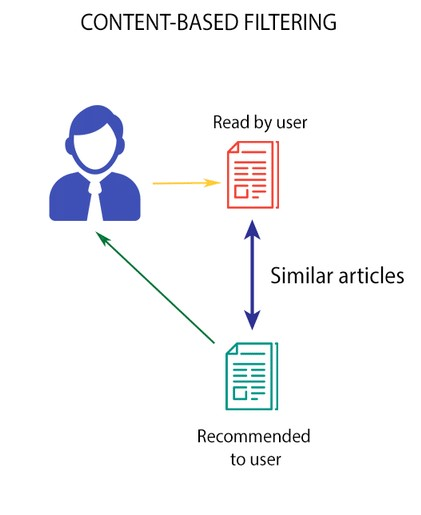 CONTENT-BASED FILTERING
Read by user
Similar articles
Recommended
to user